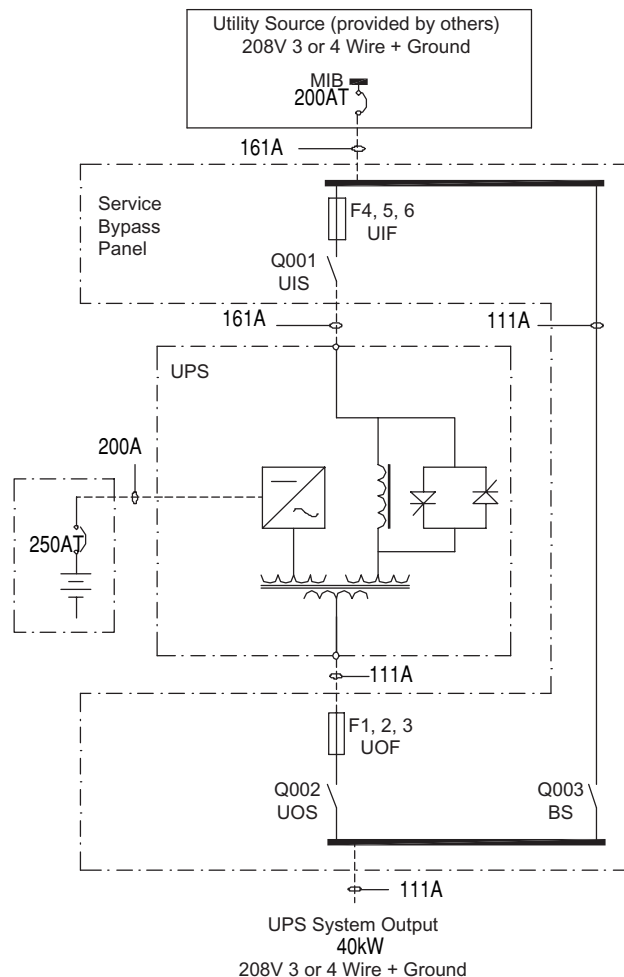 Utility Source (provided by others)
208V 3 or 4 Wire + Ground
MIB
200AT
161A
Service
Bypass
Panel
F4, 5, 6
UIF
Q001
UIS
161A
111A
UPS
200A
250AT
111A
F1, 2, 3
UOF
Q002
UOS
Q003
BS
111A
UPS System Output
40kW
208V 3 or 4 Wire + Ground